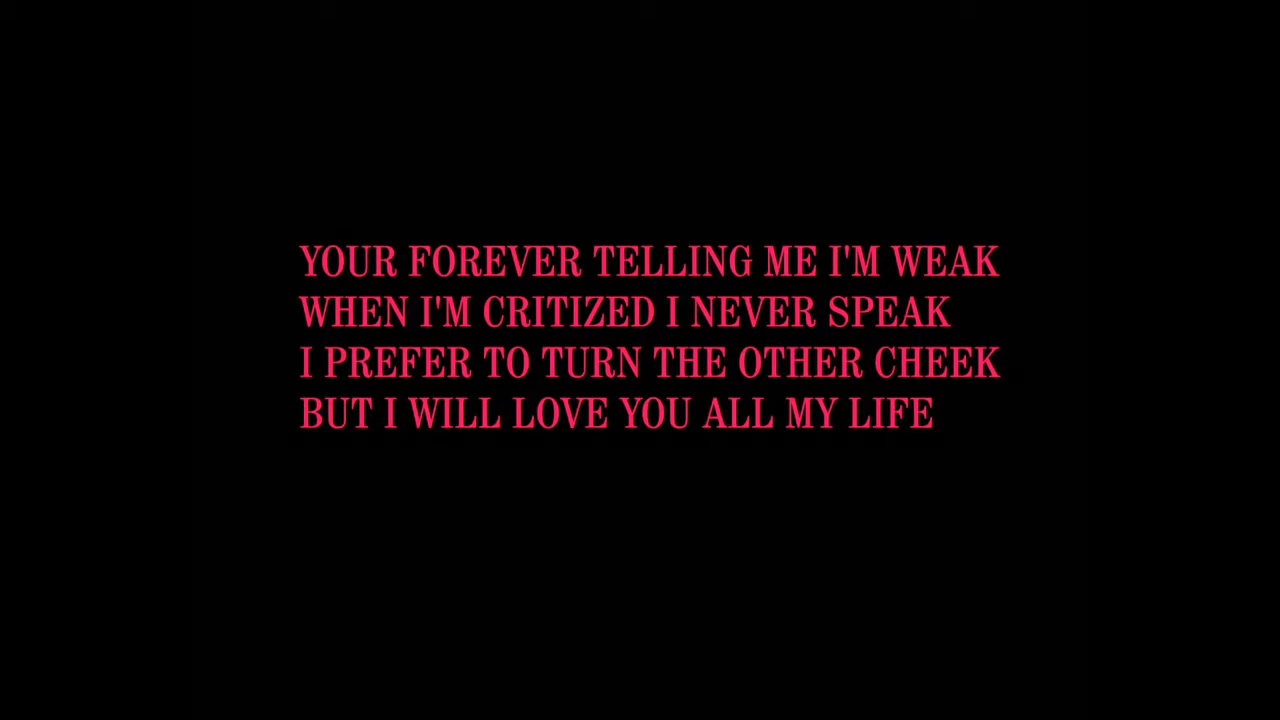 YOUR FOREVER TELLING ME I'M WEAK
WHEN I'M CRITIZED I NEVER SPEAK
I PREFER TO TURN THE OTHER CHEEK
BUT I WILL LOVE YOU ALL MY LIFE